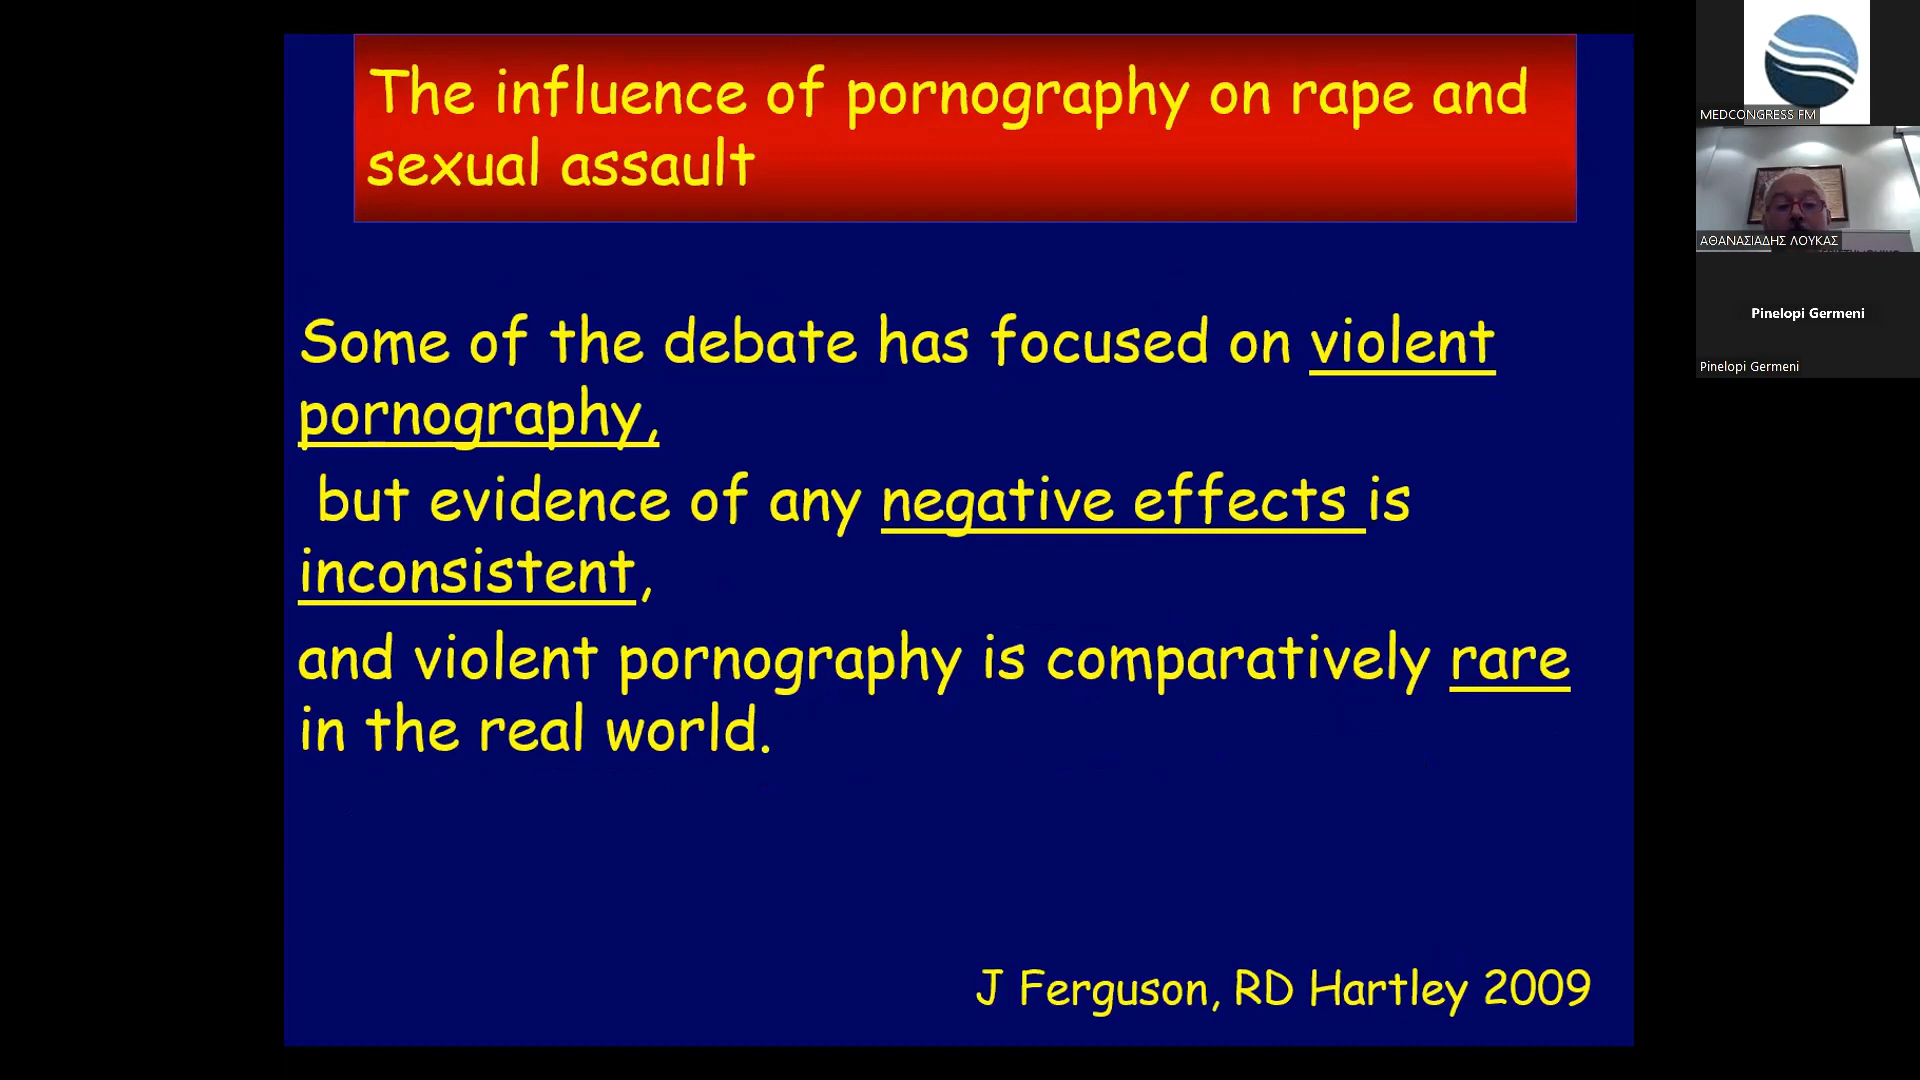 The influence of pornography on rape and
sexual assault
Some of the debate has focused on violent
pornography,
but evidence of any negative effects is
inconsistent,
and violent pornography is comparatively rare
in the real world.
J Ferguson, RD Hartley 2009
MEDCONGRESS FM
ΑΘΑΝΑΣΙΑΔΗΣ ΛΟΥΚΑΣ
Pinelopi Germeni
Pinelopi Germeni